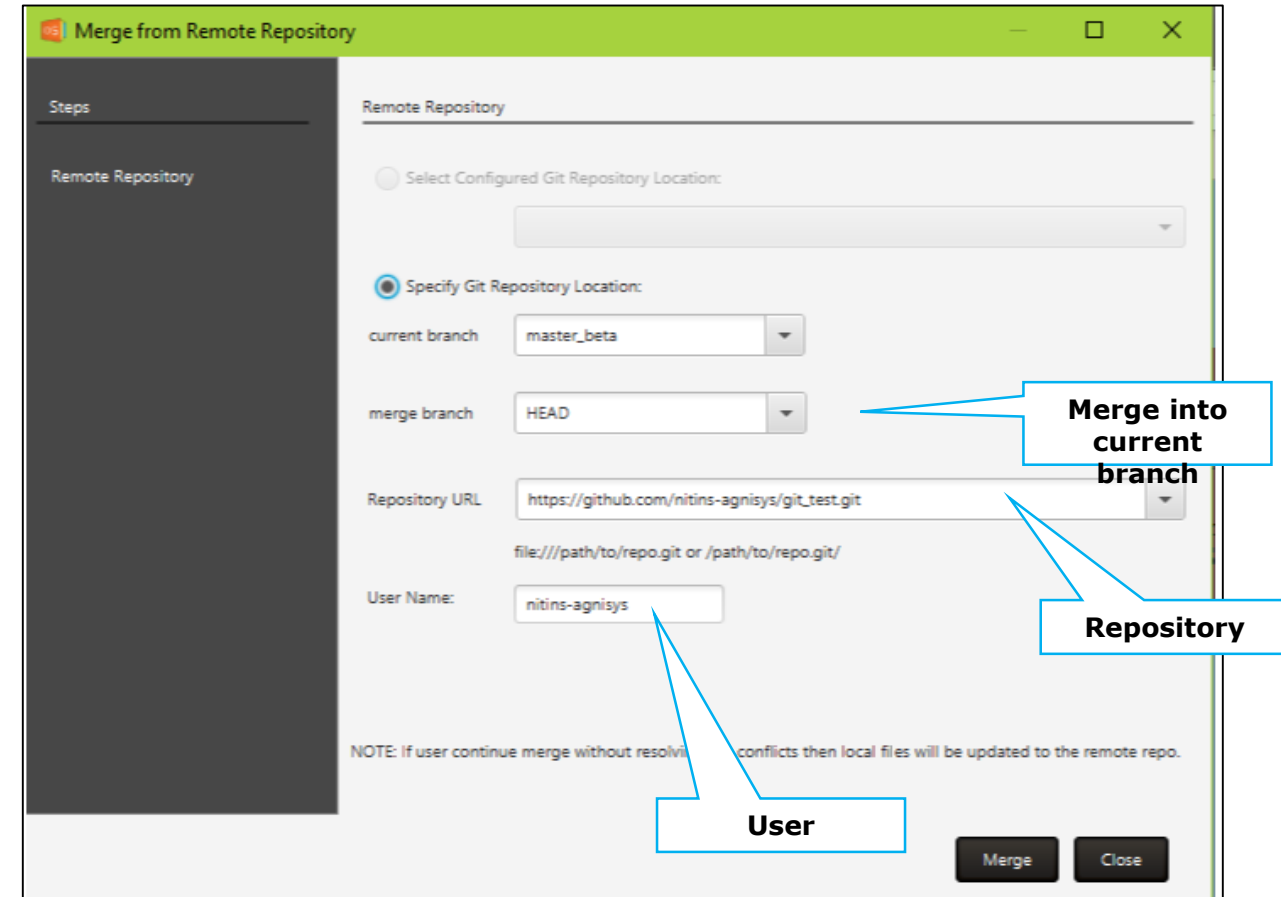 Merge from Remote Repository
Steps
Remote Repository
Remote Repository
Select Configured Git Repository Location:
Specify Git Repository Location:
current branch
master_beta
merge branch
HEAD
Merge into
current
branch
Repository URL
https://github.com/nitins-agnisys/git_test.git
file:///path/to/repo.git or /path/to/repo.git/
User Name:
nitins-agnisys
Repository
NOTE: If user continue merge without conflicts then local files will be updated to the remote repo.
User
Merge
Close